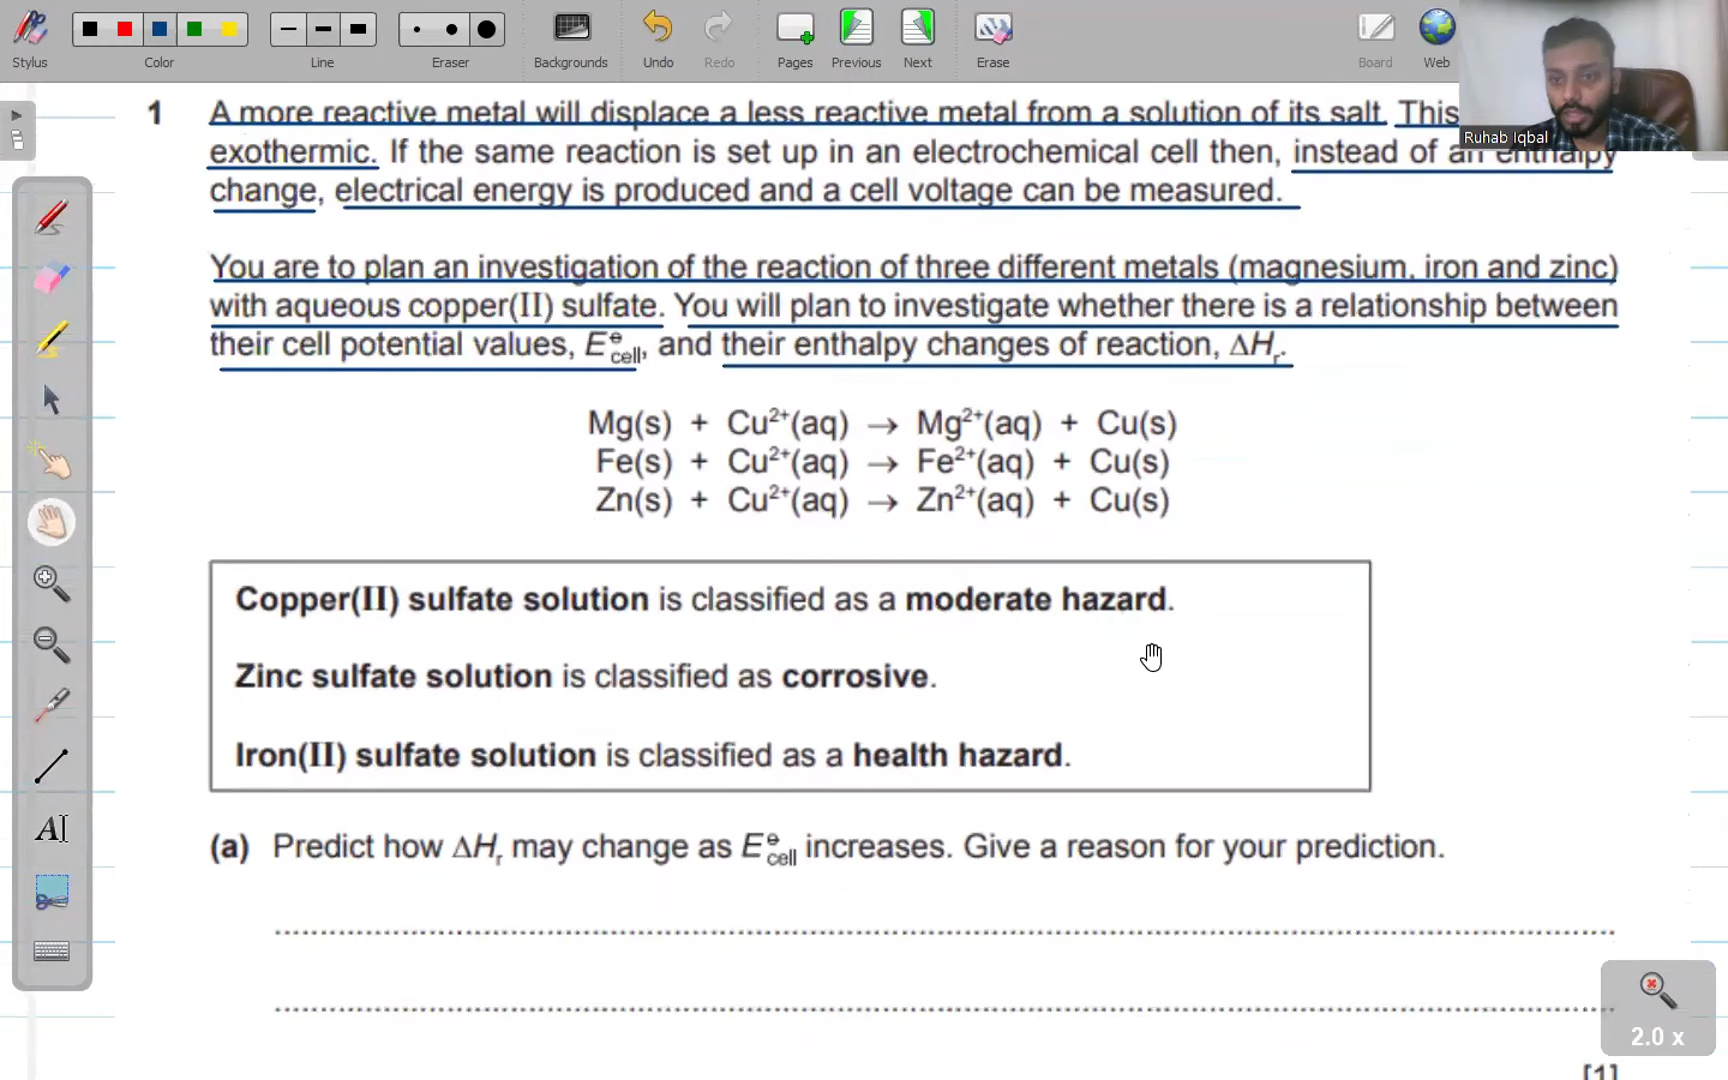 Stylus
Color
Line
Eraser
Backgrounds
Undo
Redo
Pages
Previous
Next
Erase
Board
Web
Ruhab Iqbal
1 A more reactive metal will displace a less reactive metal from a solution of its salt. This
exothermic. If the same reaction is set up in an electrochemical cell then, instead of an enthalpy
change, electrical energy is produced and a cell voltage can be measured.
You are to plan an investigation of the reaction of three different metals (magnesium, iron and zinc)
with aqueous copper(II) sulfate. You will plan to investigate whether there is a relationship between
their cell potential values, E⦵cell, and their enthalpy changes of reaction, ΔHr.
Mg(s) + Cu²⁺(aq) → Mg²⁺(aq) + Cu(s)
Fe(s) + Cu²⁺(aq) → Fe²⁺(aq) + Cu(s)
Zn(s) + Cu²⁺(aq) → Zn²⁺(aq) + Cu(s)
Copper(II) sulfate solution is classified as a moderate hazard.
Zinc sulfate solution is classified as corrosive.
Iron(II) sulfate solution is classified as a health hazard.
(a) Predict how ΔHr may change as E⦵cell increases. Give a reason for your prediction.
[1]
2.0 x